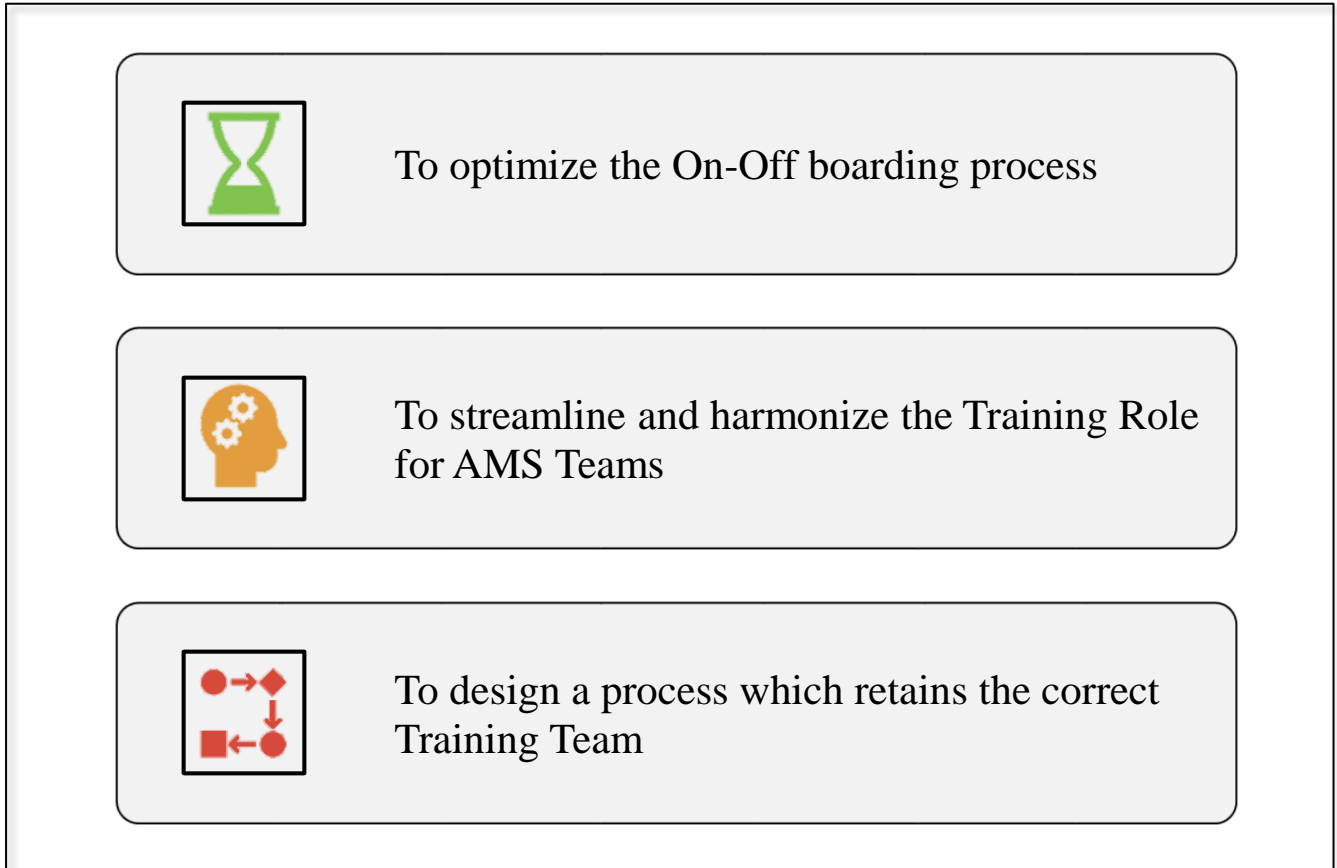 To optimize the On-Off boarding process
To streamline and harmonize the Training Role
for AMS Teams
To design a process which retains the correct
Training Team